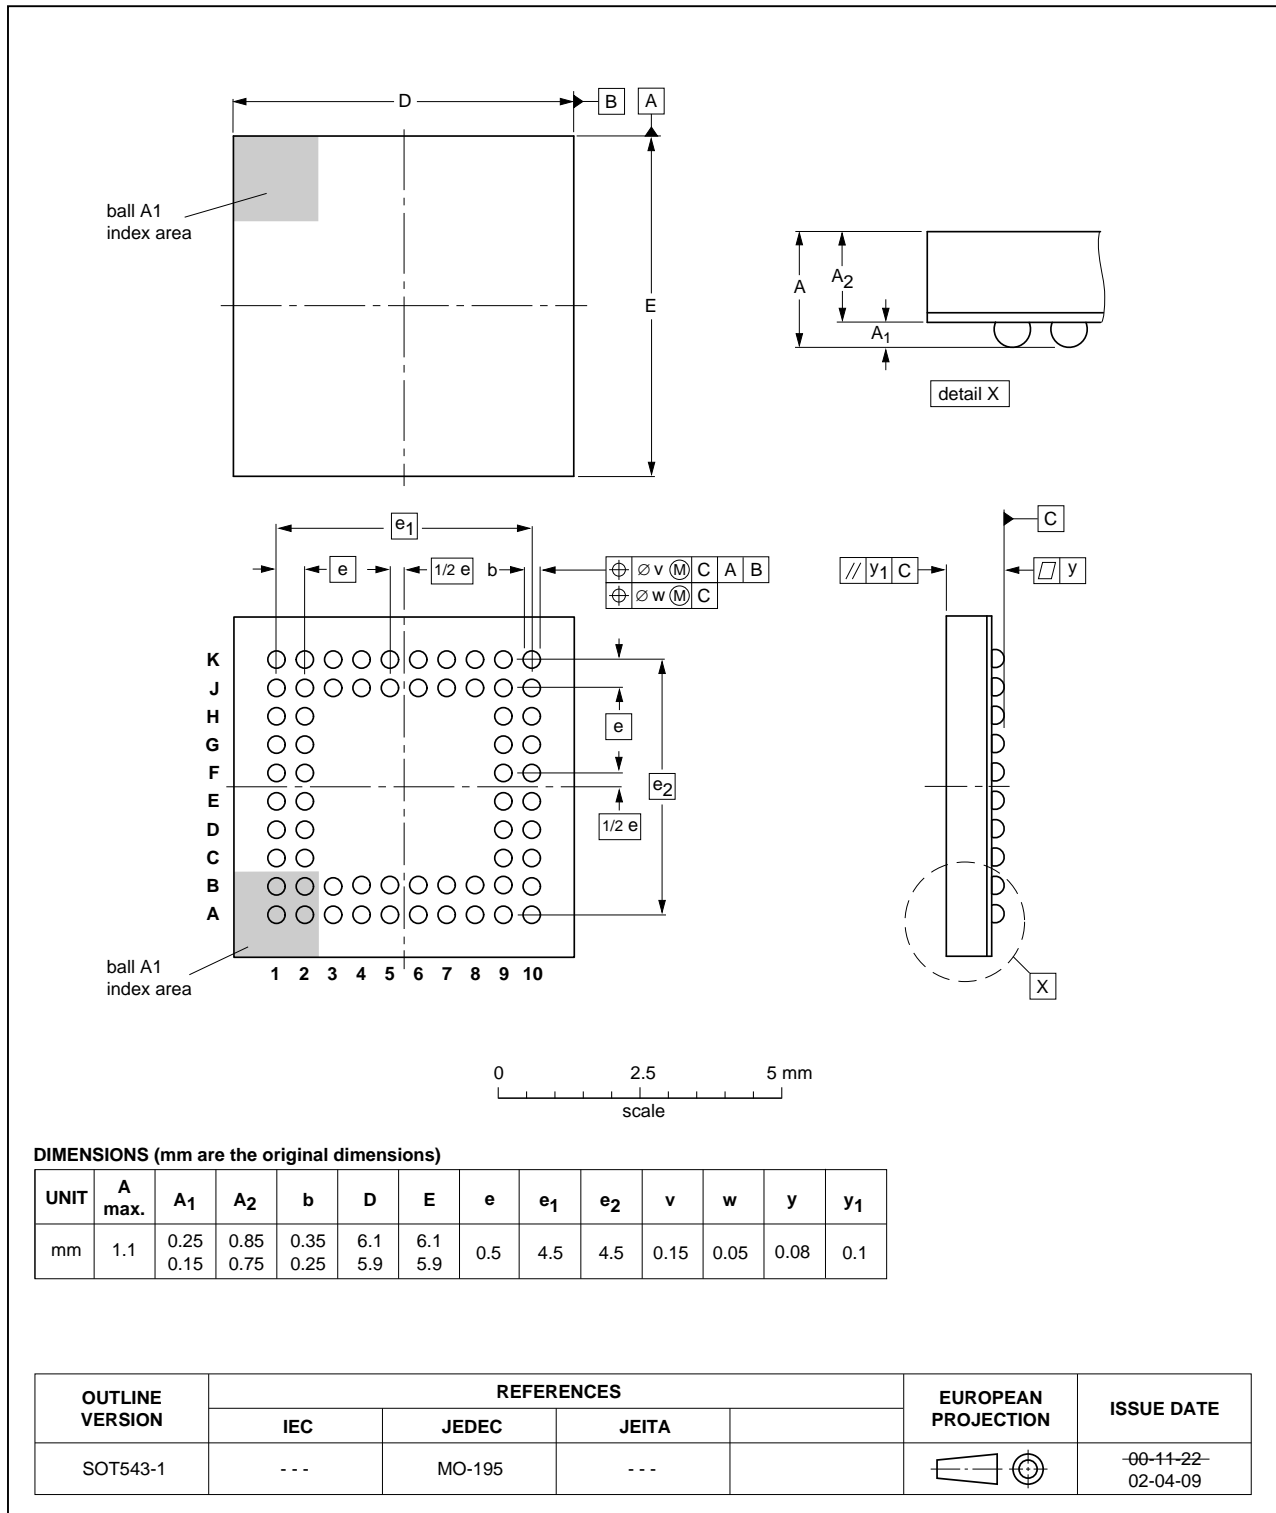 D
B
A
ball A1
index area
E
A
A2
A1
detail X
e1
e
1/2 e
b
⌖ ⌀ v Ⓜ C A B
⌖ ⌀ w Ⓜ C
C
// y1 C
▱ y
K
J
H
G
F
E
D
C
B
A
e
e2
1/2 e
ball A1
index area
1 2 3 4 5 6 7 8 9 10
X
0 2.5 5 mm
scale
DIMENSIONS (mm are the original dimensions)
UNIT A max. A1 A2 b D E e e1 e2 v w y y1
mm 1.1 0.25 0.15 0.85 0.75 0.35 0.25 6.1 5.9 6.1 5.9 0.5 4.5 4.5 0.15 0.05 0.08 0.1
OUTLINE VERSION
REFERENCES
EUROPEAN PROJECTION
ISSUE DATE
IEC JEDEC JEITA
SOT543-1 - - - MO-195 - - -
00-11-22
02-04-09